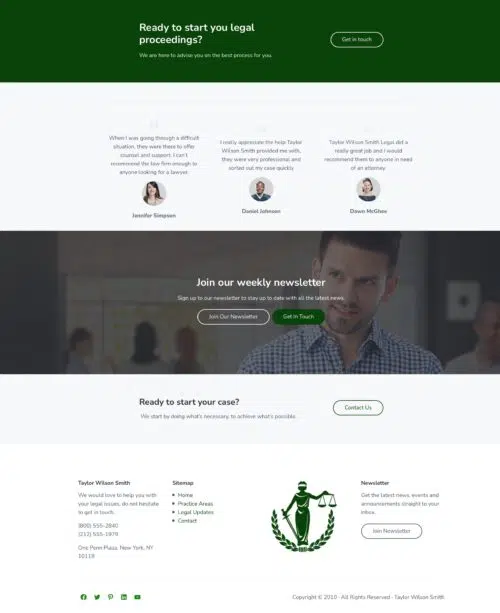 Ready to start you legal
proceedings?
We are here to advise you on the best process for you.
Get in touch
When I was going through a difficult
situation, they were there to offer
counsel and support. I can't
recommend the law firm enough to
anyone looking for a lawyer.
Jennifer Simpson
I really appreciate the help Taylor
Wilson Smith provided me with,
they were very professional and
sorted out my case quickly
Daniel Johnson
Taylor Wilson Smith Legal did a
really great job and I would
recommend them to anyone in need
of an attorney
Dawn McGhee
Join our weekly newsletter
Sign up to our newsletter to stay up to date with all the latest news.
Join Our Newsletter
Get In Touch
Ready to start your case?
We start by doing what's necessary, to achieve what's possible.
Contact Us
Taylor Wilson Smith
We would love to help you with
your legal issues, do not hesitate
to get in touch.
(800) 555-2840
(212) 555-1979
One Penn Plaza, New York, NY
10119
Sitemap
Home
Practice Areas
Legal Updates
Contact
Newsletter
Get the latest news, events and
announcements straight to your
inbox.
Join Newsletter
Copyright © 2010 · All Rights Reserved · Taylor Wilson Smith